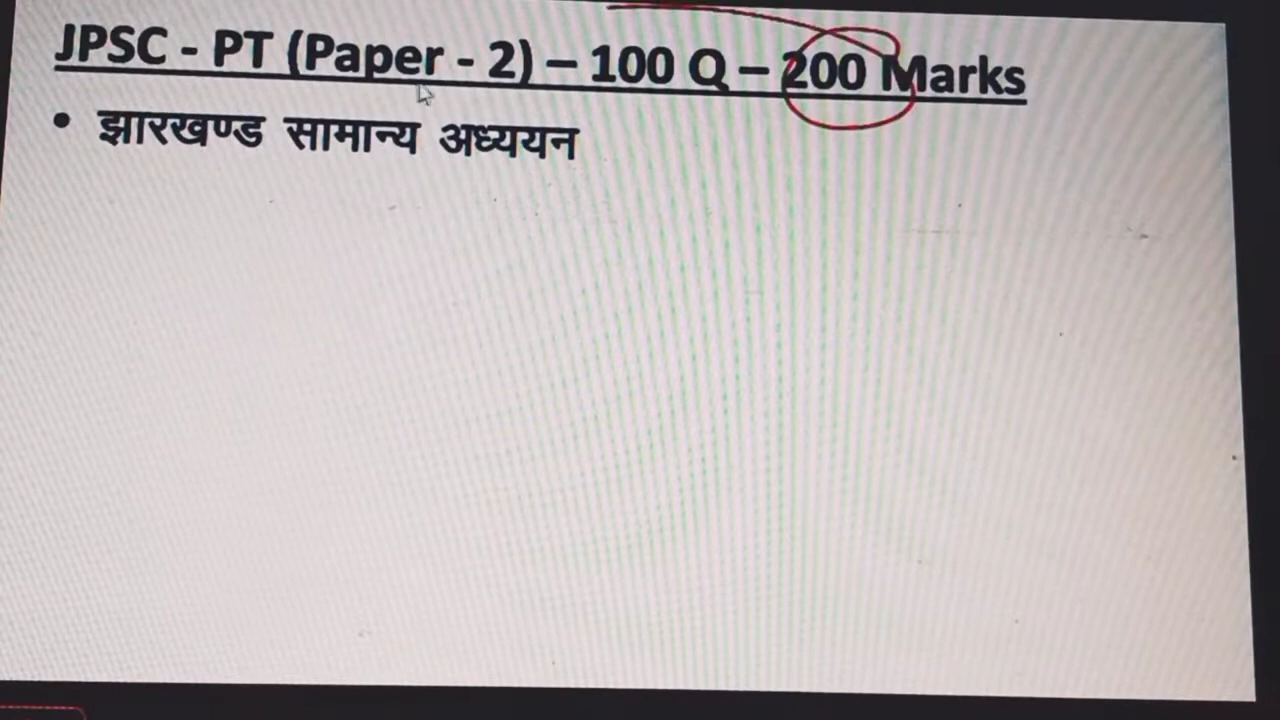 JPSC - PT (Paper - 2) – 100 Q – 200 Marks
• झारखण्ड सामान्य अध्ययन